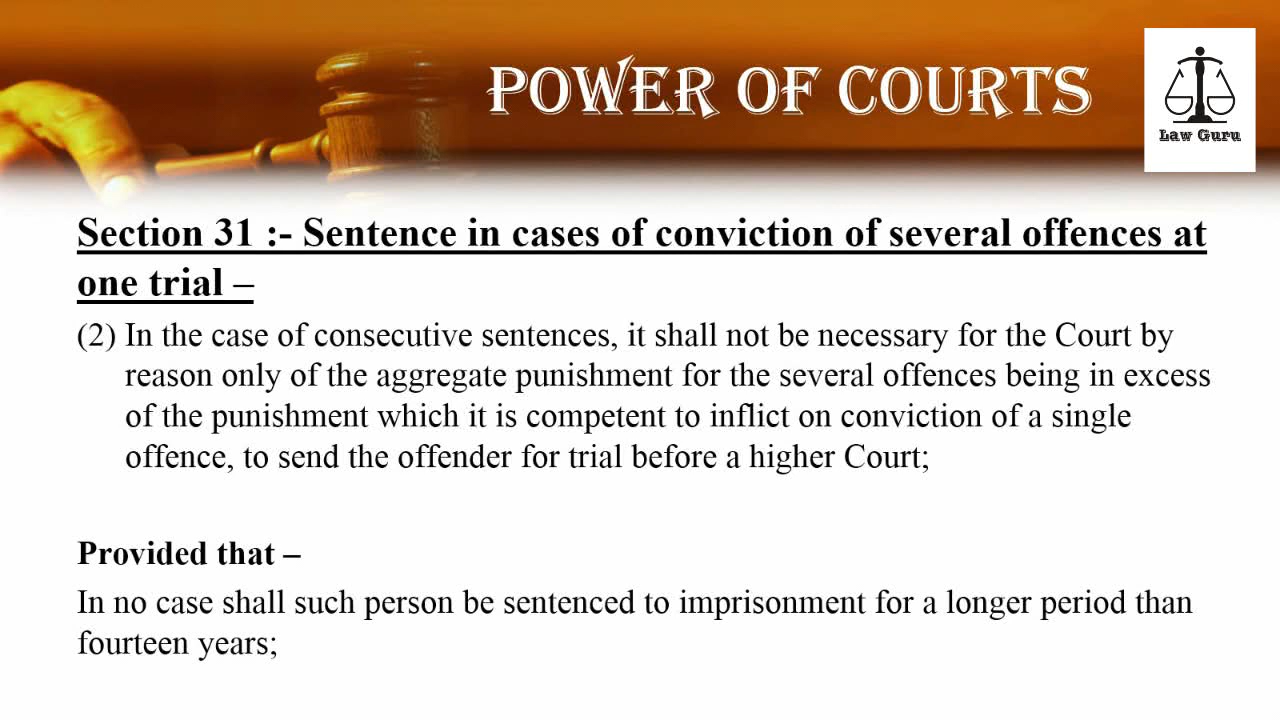 POWER OF COURTS
Law Guru
Section 31 :- Sentence in cases of conviction of several offences at
one trial –
(2) In the case of consecutive sentences, it shall not be necessary for the Court by
reason only of the aggregate punishment for the several offences being in excess
of the punishment which it is competent to inflict on conviction of a single
offence, to send the offender for trial before a higher Court;
Provided that –
In no case shall such person be sentenced to imprisonment for a longer period than
fourteen years;